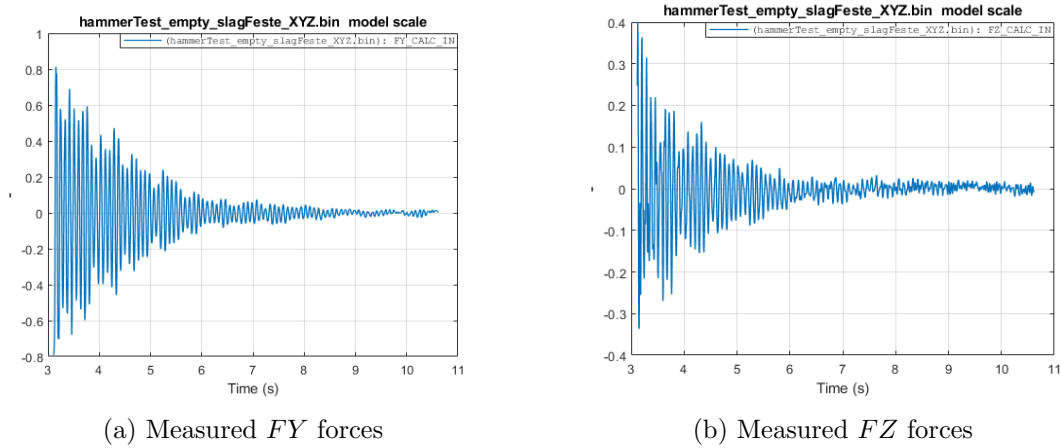 hammerTest_empty_slagFeste_XYZ.bin model scale
(hammerTest_empty_slagFeste_XYZ.bin): FY_CALC_IN
1
0.8
0.6
0.4
0.2
0
-0.2
-0.4
-0.6
-0.8
-
3 4 5 6 7 8 9 10 11
Time (s)
(a) Measured FY forces
hammerTest_empty_slagFeste_XYZ.bin model scale
(hammerTest_empty_slagFeste_XYZ.bin): FZ_CALC_IN
0.4
0.3
0.2
0.1
0
-0.1
-0.2
-0.3
-0.4
-
3 4 5 6 7 8 9 10 11
Time (s)
(b) Measured FZ forces